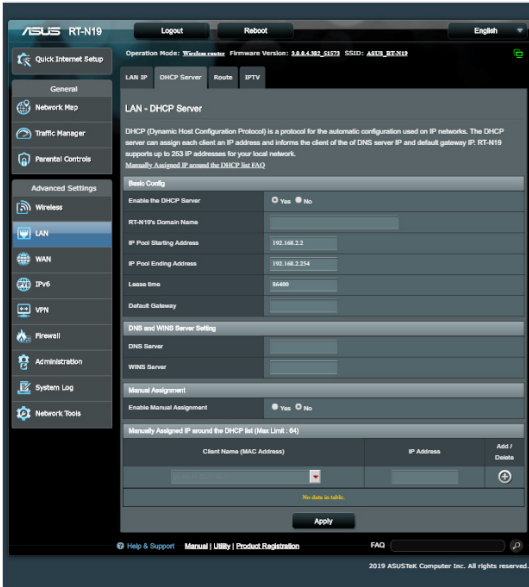 ASUS RT-N19 Logout Reboot English
Operation Mode: Wireless router Firmware Version: 3.0.0.4.382_51573 SSID: ASUS_RT-N19
Quick Internet Setup
General
Network Map
Traffic Manager
Parental Controls
Advanced Settings
Wireless
LAN
WAN
IPv6
VPN
Firewall
Administration
System Log
Network Tools
LAN IP DHCP Server Route IPTV
LAN - DHCP Server
DHCP (Dynamic Host Configuration Protocol) is a protocol for the automatic configuration used on IP networks. The DHCP
server can assign each client an IP address and informs the client of the of DNS server IP and default gateway IP. RT-N19
supports up to 253 IP addresses for your local network.
Manually Assigned IP around the DHCP list FAQ
Basic Config
Enable the DHCP Server Yes No
RT-N19's Domain Name
IP Pool Starting Address 192.168.2.2
IP Pool Ending Address 192.168.2.254
Lease time 86400
Default Gateway
DNS and WINS Server Setting
DNS Server
WINS Server
Manual Assignment
Enable Manual Assignment Yes No
Manually Assigned IP around the DHCP list (Max Limit : 64)
Client Name (MAC Address) IP Address Add / Delete
No data in table.
Apply
Help & Support Manual | Utility | Product Registration FAQ
2019 ASUSTeK Computer Inc. All rights reserved.